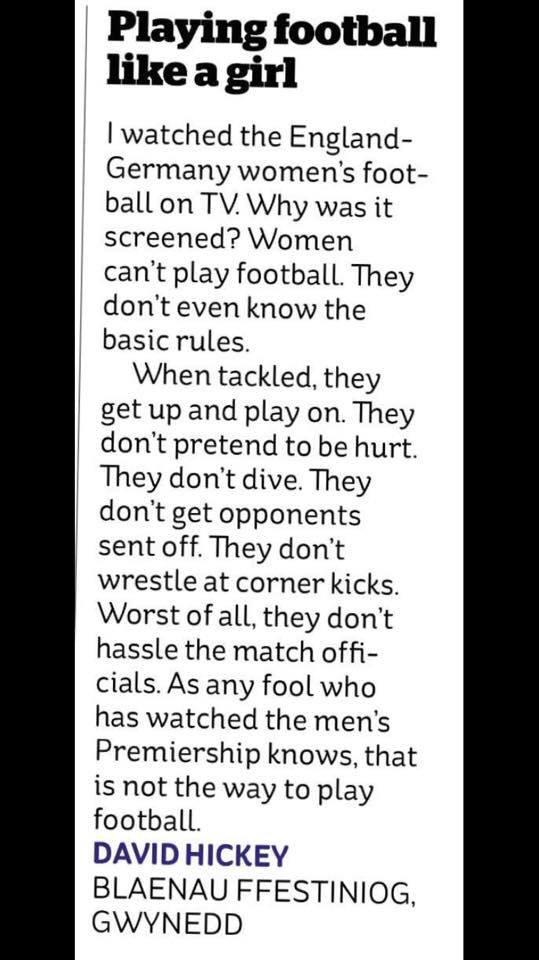 Playing football
like a girl
I watched the England-
Germany women's foot-
ball on TV. Why was it
screened? Women
can't play football. They
don't even know the
basic rules.
When tackled, they
get up and play on. They
don't pretend to be hurt.
They don't dive. They
don't get opponents
sent off. They don't
wrestle at corner kicks.
Worst of all, they don't
hassle the match offi-
cials. As any fool who
has watched the men's
Premiership knows, that
is not the way to play
football.
DAVID HICKEY
BLAENAU FFESTINIOG,
GWYNEDD